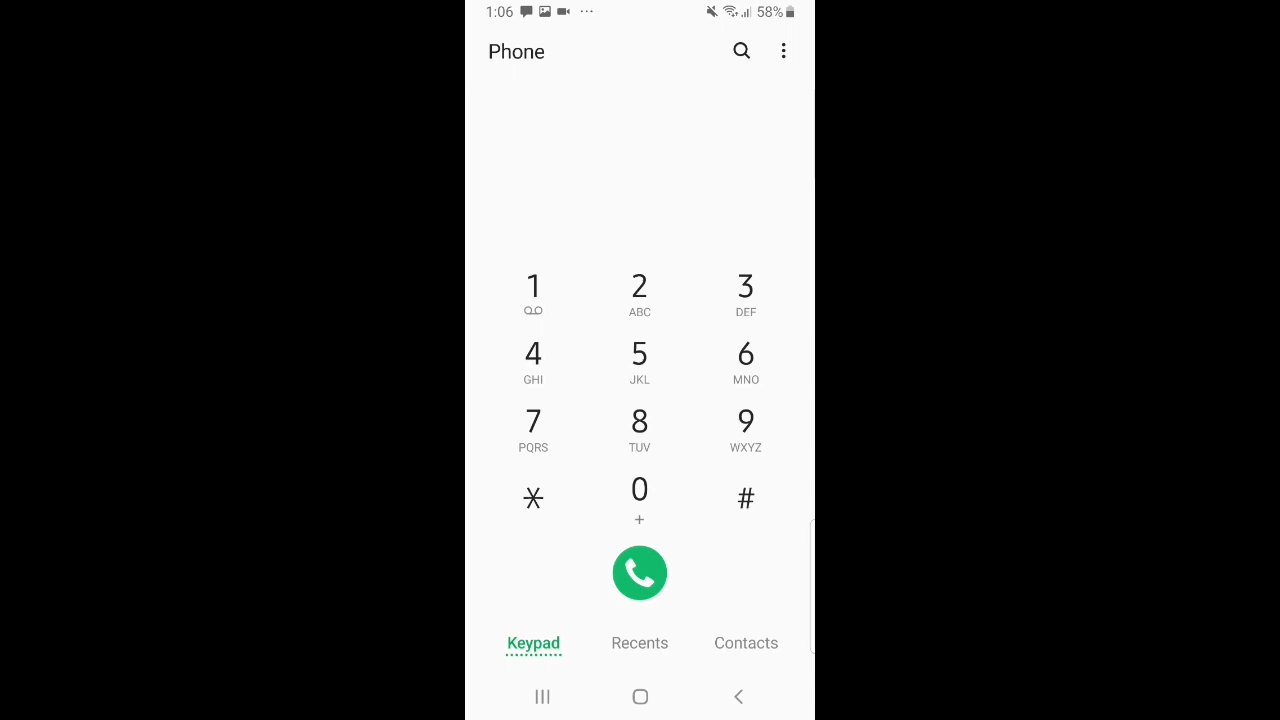 1:06 58%
Phone
1 2 3
ABC DEF
4 5 6
GHI JKL MNO
7 8 9
PQRS TUV WXYZ
* 0 #
+
Keypad Recents Contacts